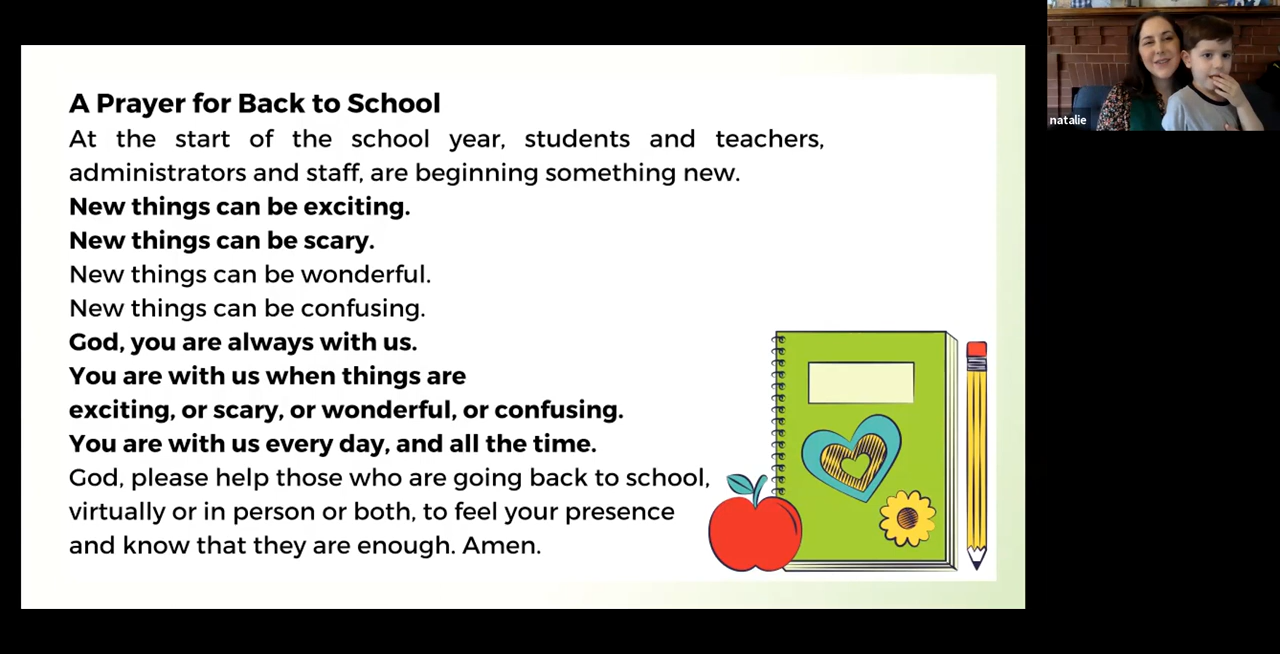 A Prayer for Back to School
At the start of the school year, students and teachers,
administrators and staff, are beginning something new.
New things can be exciting.
New things can be scary.
New things can be wonderful.
New things can be confusing.
God, you are always with us.
You are with us when things are
exciting, or scary, or wonderful, or confusing.
You are with us every day, and all the time.
God, please help those who are going back to school,
virtually or in person or both, to feel your presence
and know that they are enough. Amen.
natalie